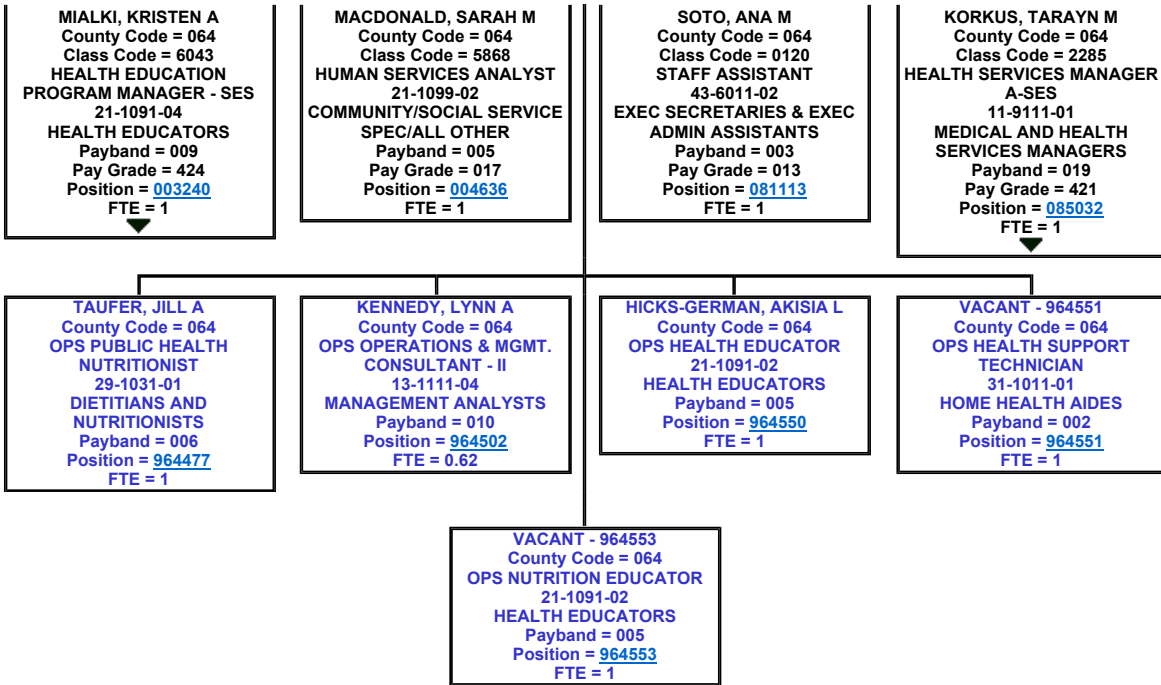 MIALKI, KRISTEN A
County Code = 064
Class Code = 6043
HEALTH EDUCATION
PROGRAM MANAGER - SES
21-1091-04
HEALTH EDUCATORS
Payband = 009
Pay Grade = 424
Position = 003240
FTE = 1
MACDONALD, SARAH M
County Code = 064
Class Code = 5868
HUMAN SERVICES ANALYST
21-1099-02
COMMUNITY/SOCIAL SERVICE
SPEC/ALL OTHER
Payband = 005
Pay Grade = 017
Position = 004636
FTE = 1
SOTO, ANA M
County Code = 064
Class Code = 0120
STAFF ASSISTANT
43-6011-02
EXEC SECRETARIES & EXEC
ADMIN ASSISTANTS
Payband = 003
Pay Grade = 013
Position = 081113
FTE = 1
KORKUS, TARAYN M
County Code = 064
Class Code = 2285
HEALTH SERVICES MANAGER
A-SES
11-9111-01
MEDICAL AND HEALTH
SERVICES MANAGERS
Payband = 019
Pay Grade = 421
Position = 085032
FTE = 1
TAUFER, JILL A
County Code = 064
OPS PUBLIC HEALTH
NUTRITIONIST
29-1031-01
DIETITIANS AND
NUTRITIONISTS
Payband = 006
Position = 964477
FTE = 1
KENNEDY, LYNN A
County Code = 064
OPS OPERATIONS & MGMT.
CONSULTANT - II
13-1111-04
MANAGEMENT ANALYSTS
Payband = 010
Position = 964502
FTE = 0.62
HICKS-GERMAN, AKISIA L
County Code = 064
OPS HEALTH EDUCATOR
21-1091-02
HEALTH EDUCATORS
Payband = 005
Position = 964550
FTE = 1
VACANT - 964551
County Code = 064
OPS HEALTH SUPPORT
TECHNICIAN
31-1011-01
HOME HEALTH AIDES
Payband = 002
Position = 964551
FTE = 1
VACANT - 964553
County Code = 064
OPS NUTRITION EDUCATOR
21-1091-02
HEALTH EDUCATORS
Payband = 005
Position = 964553
FTE = 1